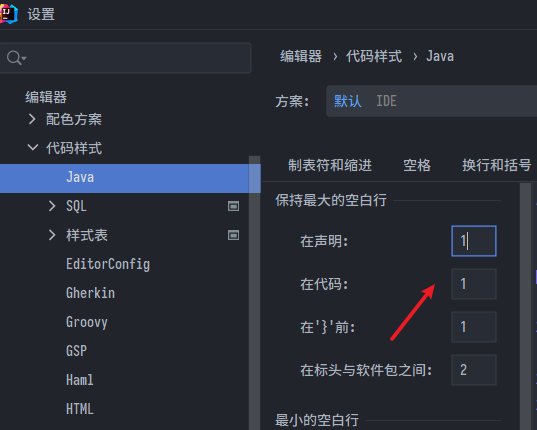 设置
编辑器 › 代码样式 › Java
编辑器
方案: 默认 IDE
配色方案
代码样式
制表符和缩进 空格 换行和括号
Java
保持最大的空白行
SQL
在声明: 1
样式表
EditorConfig
在代码: 1
Gherkin
Groovy
在'}'前: 1
GSP
在标头与软件包之间: 2
Haml
HTML
最小的空白行